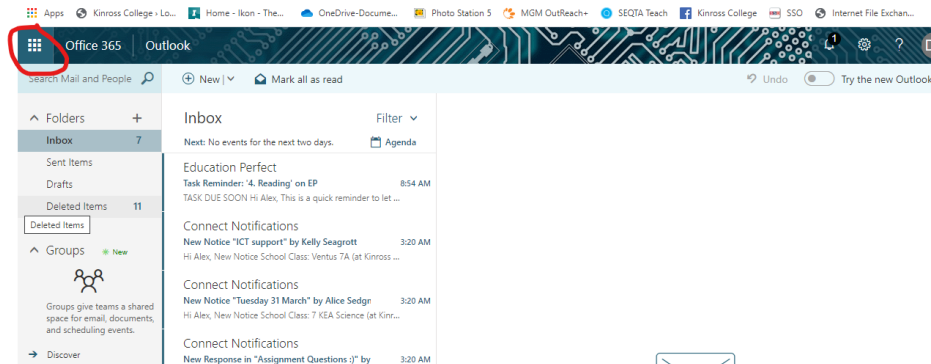 Apps Kinross College › Lo... Home - Ikon - The... OneDrive-Docume... Photo Station 5 MGM OutReach+ SEQTA Teach Kinross College SSO Internet File Exchan...
Office 365 Outlook 1 ?
Search Mail and People New Mark all as read Undo Try the new Outlook
Folders +
Inbox 7
Sent Items
Drafts
Deleted Items 11
Deleted Items
Groups New
Groups give teams a shared
space for email, documents,
and scheduling events.
Discover
Inbox Filter
Next: No events for the next two days. Agenda
Education Perfect
Task Reminder: '4. Reading' on EP 8:54 AM
TASK DUE SOON Hi Alex, This is a quick reminder to let ...
Connect Notifications
New Notice "ICT support" by Kelly Seagrott 3:20 AM
Hi Alex, New Notice School Class: Ventus 7A (at Kinross ...
Connect Notifications
New Notice "Tuesday 31 March" by Alice Sedgr 3:20 AM
Hi Alex, New Notice School Class: 7 KEA Science (at Kinr...
Connect Notifications
New Response in "Assignment Questions :)" by 3:20 AM